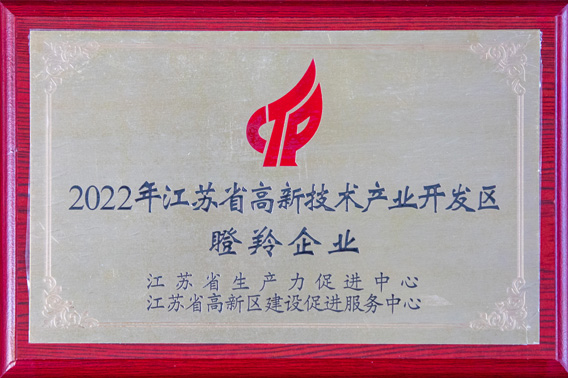 CTP
2022年江苏省高新技术产业开发区
瞪羚企业
江苏省生产力促进中心
江苏省高新区建设促进服务中心